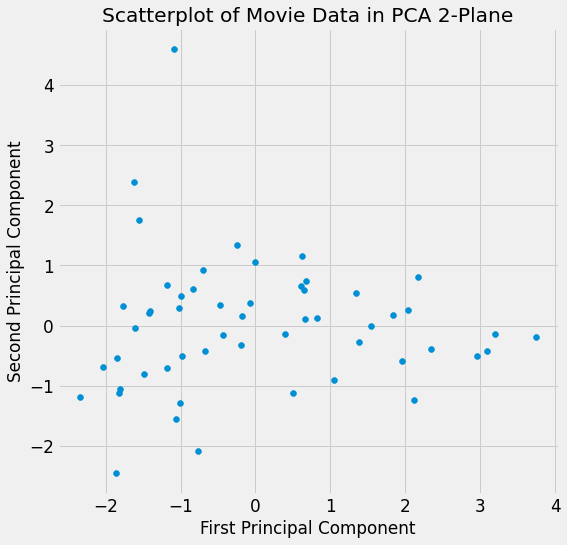 Scatterplot of Movie Data in PCA 2-Plane
Second Principal Component
4
3
2
1
0
−1
−2
−2 −1 0 1 2 3 4
First Principal Component